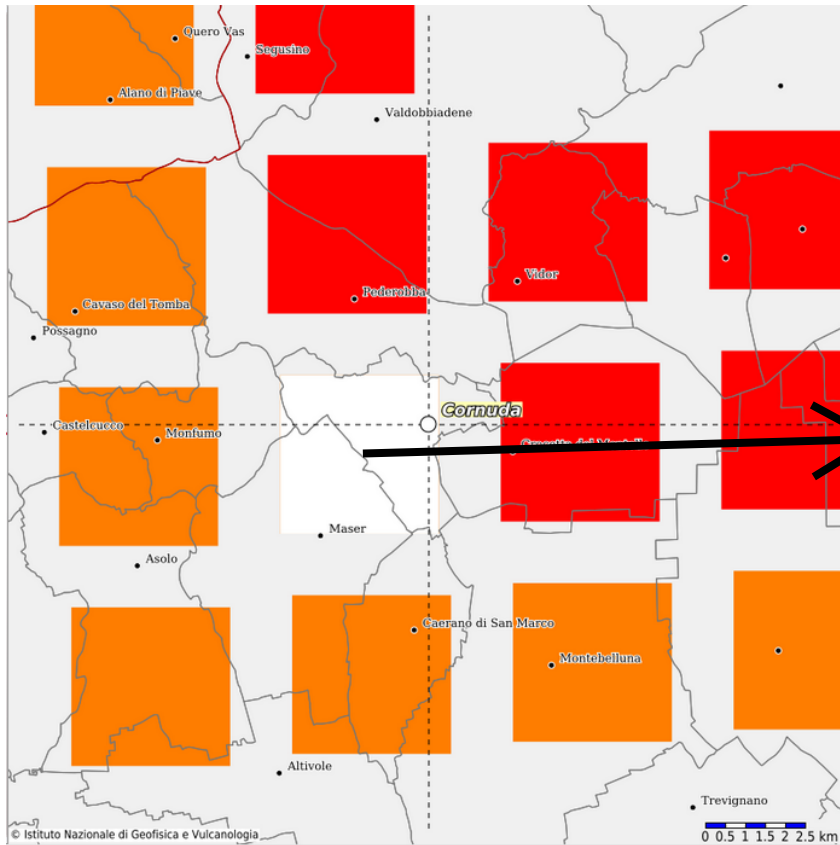 Quero Vas
Segusino
Alano di Piave
Valdobbiadene
Vidor
Pederobba
Cavaso del Tomba
Possagno
Cornuda
Castelcucco
Monfumo
Maser
Asolo
Caerano di San Marco
Montebelluna
Altivole
Trevignano
© Istituto Nazionale di Geofisica e Vulcanologia
0 0.5 1 1.5 2 2.5 km